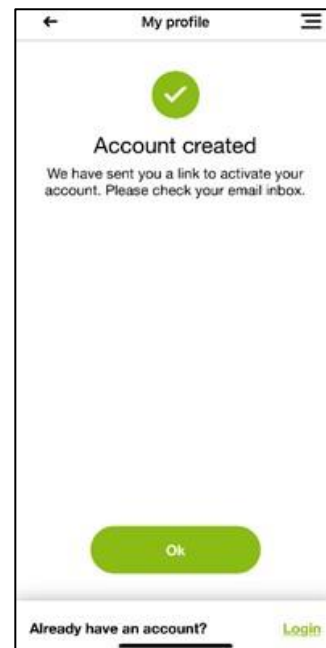 My profile
Account created
We have sent you a link to activate your
account. Please check your email inbox.
Ok
Already have an account? Login